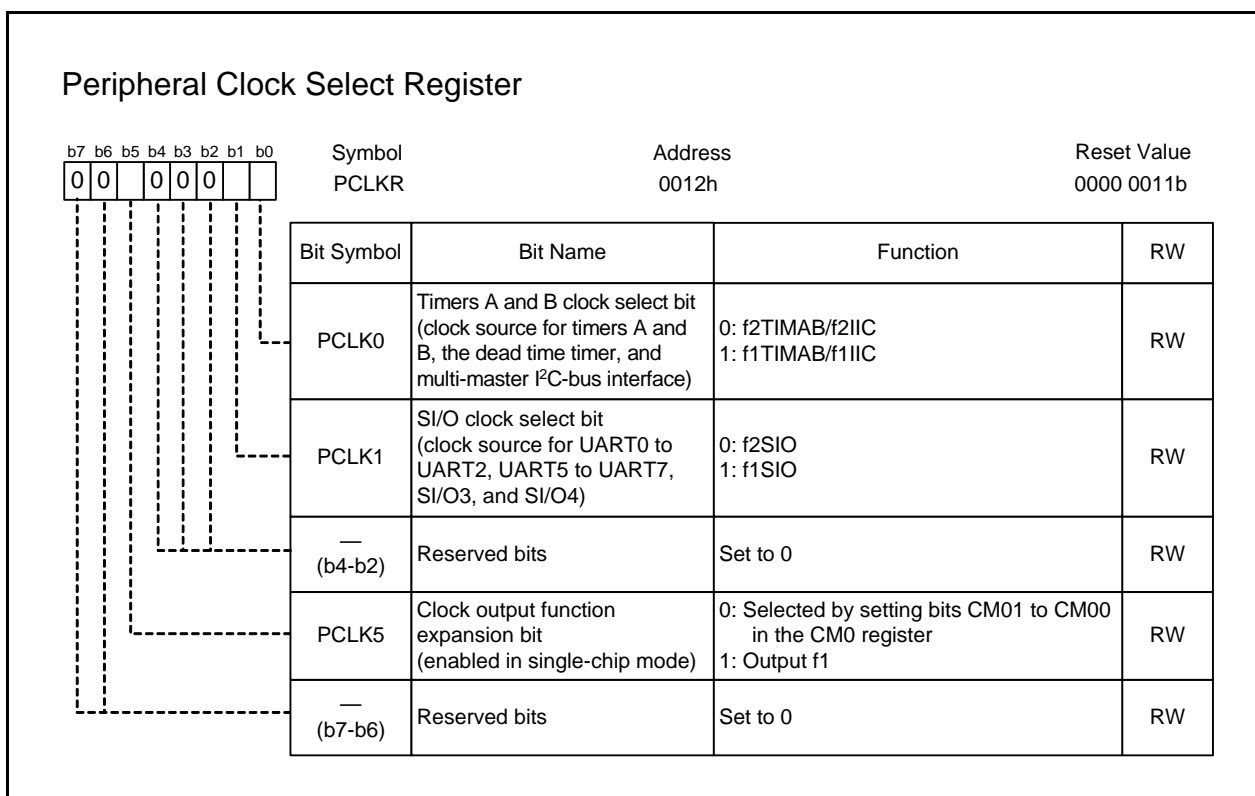 Peripheral Clock Select Register
b7 b6 b5 b4 b3 b2 b1 b0
Symbol Address Reset Value
0 0 0 0 0
PCLKR 0012h 0000 0011b
Bit Symbol Bit Name Function RW
PCLK0
Timers A and B clock select bit
(clock source for timers A and
B, the dead time timer, and
multi-master I²C-bus interface)
0: f2TIMAB/f2IIC
1: f1TIMAB/f1IIC
RW
PCLK1
SI/O clock select bit
(clock source for UART0 to
UART2, UART5 to UART7,
SI/O3, and SI/O4)
0: f2SIO
1: f1SIO
RW
—
(b4-b2)
Reserved bits
Set to 0
RW
PCLK5
Clock output function
expansion bit
(enabled in single-chip mode)
0: Selected by setting bits CM01 to CM00
in the CM0 register
1: Output f1
RW
—
(b7-b6)
Reserved bits
Set to 0
RW